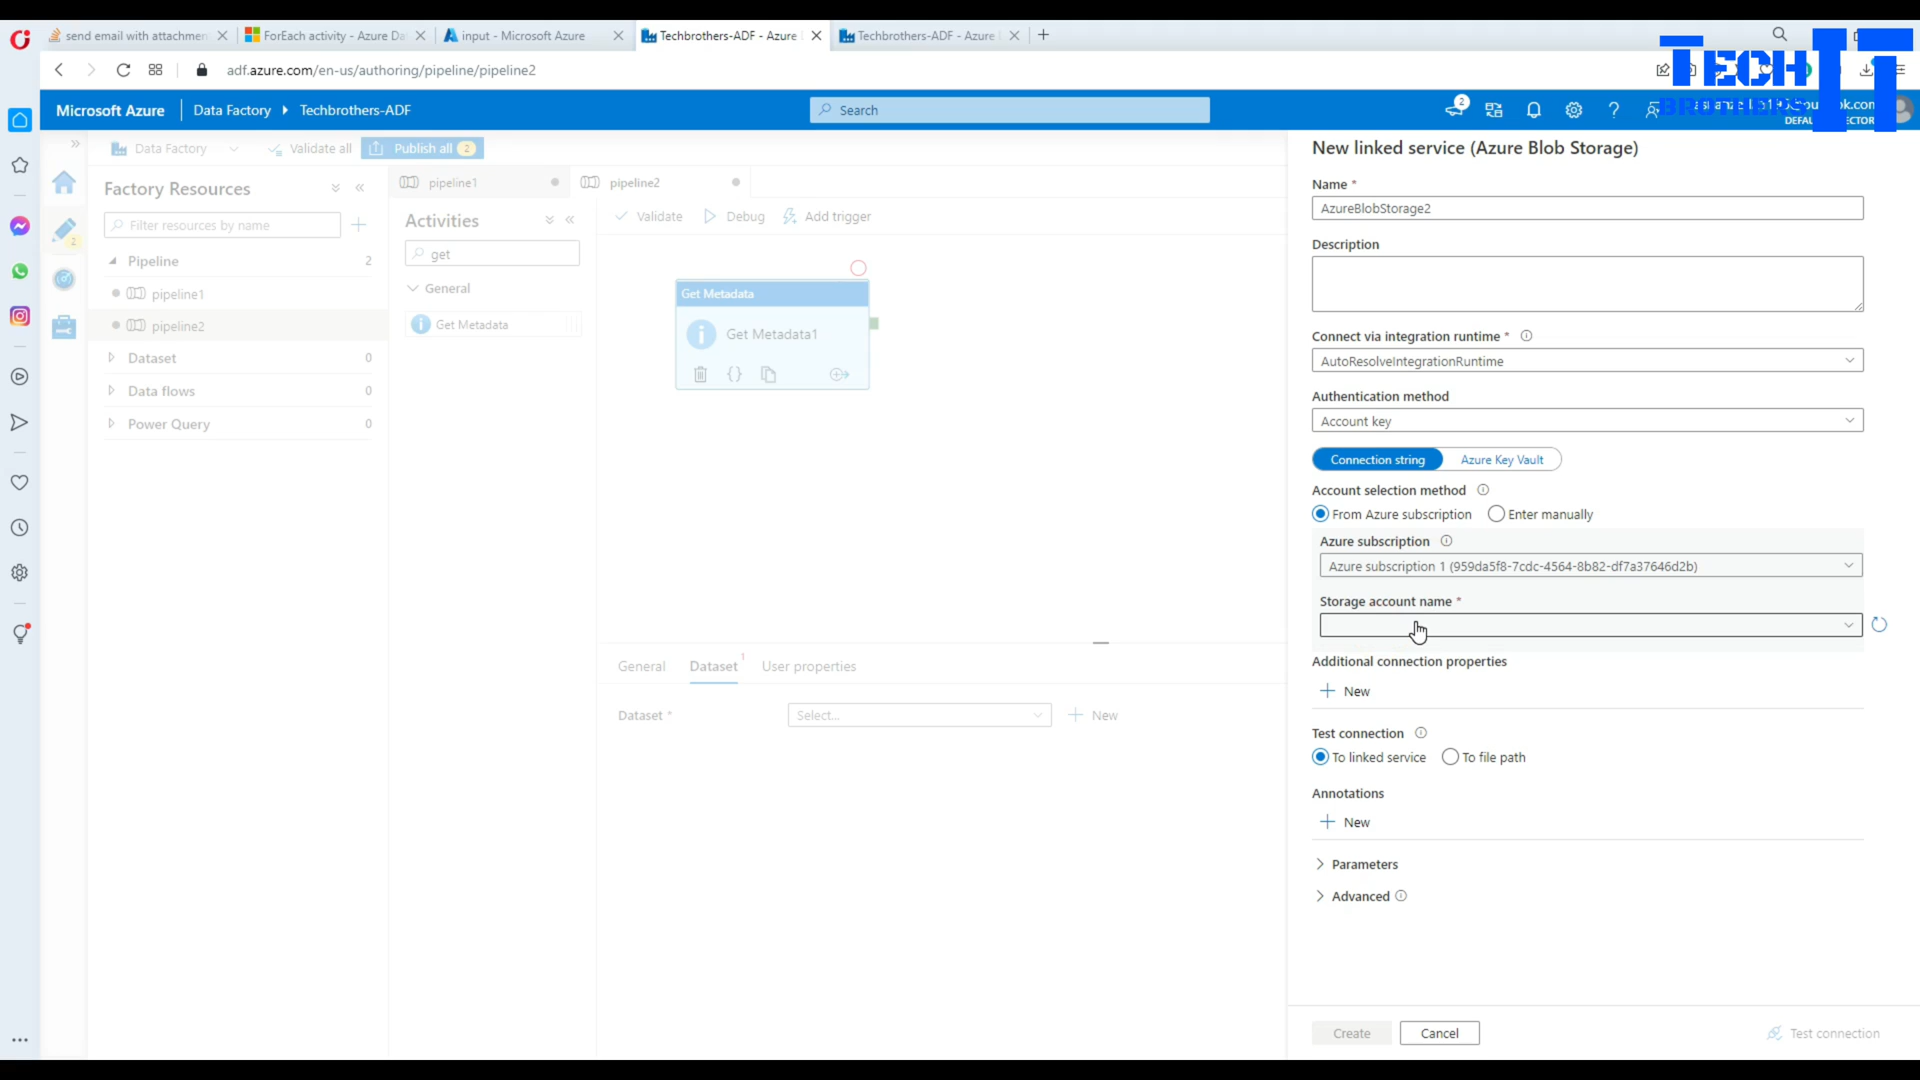 send email with attachmen
ForEach activity - Azure Da
input - Microsoft Azure
Techbrothers-ADF - Azure
Techbrothers-ADF - Azure
adf.azure.com/en-us/authoring/pipeline/pipeline2
TECH IT
BROTHERS
Microsoft Azure
Data Factory
Techbrothers-ADF
Search
2
Data Factory
Validate all
Publish all 2
New linked service (Azure Blob Storage)
Factory Resources
pipeline1
pipeline2
Name *
AzureBlobStorage2
Filter resources by name
Activities
Validate
Debug
Add trigger
2
get
Description
Pipeline 2
General
pipeline1
Get Metadata
Get Metadata
pipeline2
Get Metadata1
Connect via integration runtime *
AutoResolveIntegrationRuntime
Dataset 0
Data flows 0
Authentication method
Account key
Power Query 0
Connection string
Azure Key Vault
Account selection method
From Azure subscription
Enter manually
Azure subscription
Azure subscription 1 (959da5f8-7cdc-4564-8b82-df7a37646d2b)
Storage account name *
General
Dataset 1
User properties
Additional connection properties
New
Dataset *
Select...
New
Test connection
To linked service
To file path
Annotations
New
Parameters
Advanced
Create
Cancel
Test connection